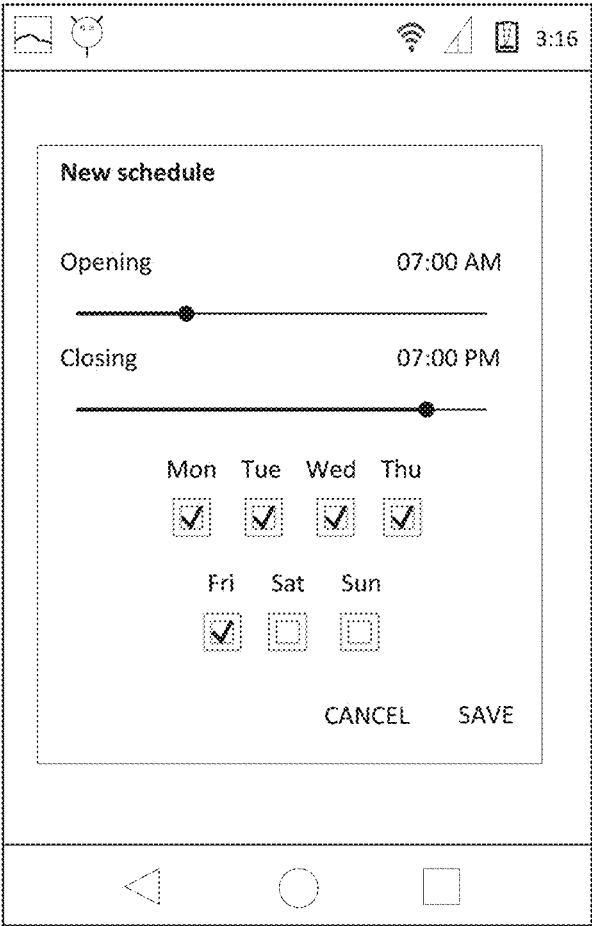 3:16
New schedule
Opening 07:00 AM
Closing 07:00 PM
Mon Tue Wed Thu
Fri Sat Sun
CANCEL SAVE